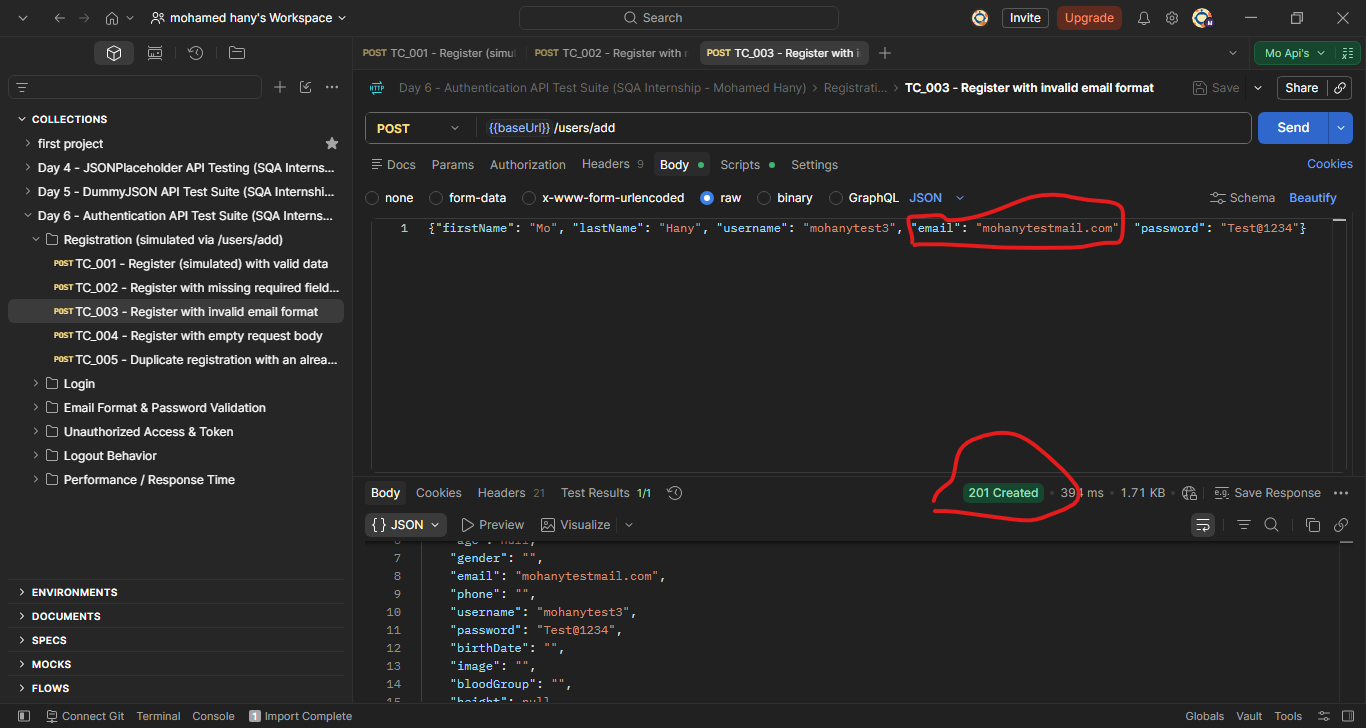 mohamed hany's Workspace
Search
Invite
Upgrade
POST TC_001 - Register (simu
POST TC_002 - Register with
POST TC_003 - Register with i
Mo Api's
HTTP
Day 6 - Authentication API Test Suite (SQA Internship - Mohamed Hany) > Registrati... > TC_003 - Register with invalid email format
Save
Share
COLLECTIONS
first project
Day 4 - JSONPlaceholder API Testing (SQA Interns...
Day 5 - DummyJSON API Test Suite (SQA Internshi...
Day 6 - Authentication API Test Suite (SQA Interns...
Registration (simulated via /users/add)
POST TC_001 - Register (simulated) with valid data
POST TC_002 - Register with missing required field...
POST TC_003 - Register with invalid email format
POST TC_004 - Register with empty request body
POST TC_005 - Duplicate registration with an alrea...
Login
Email Format & Password Validation
Unauthorized Access & Token
Logout Behavior
Performance / Response Time
ENVIRONMENTS
DOCUMENTS
SPECS
MOCKS
FLOWS
POST
{{baseUrl}} /users/add
Send
Docs
Params
Authorization
Headers 9
Body
Scripts
Settings
Cookies
none
form-data
x-www-form-urlencoded
raw
binary
GraphQL
JSON
Schema
Beautify
1 {"firstName": "Mo", "lastName": "Hany", "username": "mohanytest3", "email": "mohanytestmail.com" "password": "Test@1234"}
Body
Cookies
Headers 21
Test Results 1/1
201 Created
ms
1.71 KB
e.g. Save Response
{} JSON
Preview
Visualize
7 "gender": "",
8 "email": "mohanytestmail.com",
9 "phone": "",
10 "username": "mohanytest3",
11 "password": "Test@1234",
12 "birthDate": "",
13 "image": "",
14 "bloodGroup": "",
15 "height": null
Connect Git
Terminal
Console
1 Import Complete
Globals
Vault
Tools